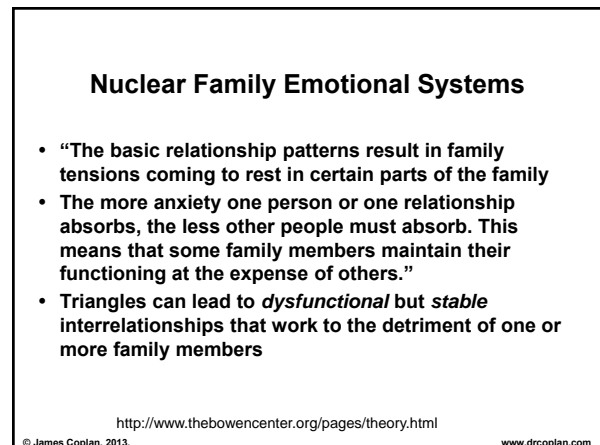 Nuclear Family Emotional Systems
• “The basic relationship patterns result in family
tensions coming to rest in certain parts of the family
• The more anxiety one person or one relationship
absorbs, the less other people must absorb. This
means that some family members maintain their
functioning at the expense of others.”
• Triangles can lead to dysfunctional but stable
interrelationships that work to the detriment of one or
more family members
http://www.thebowencenter.org/pages/theory.html
© James Coplan, 2013. www.drcoplan.com